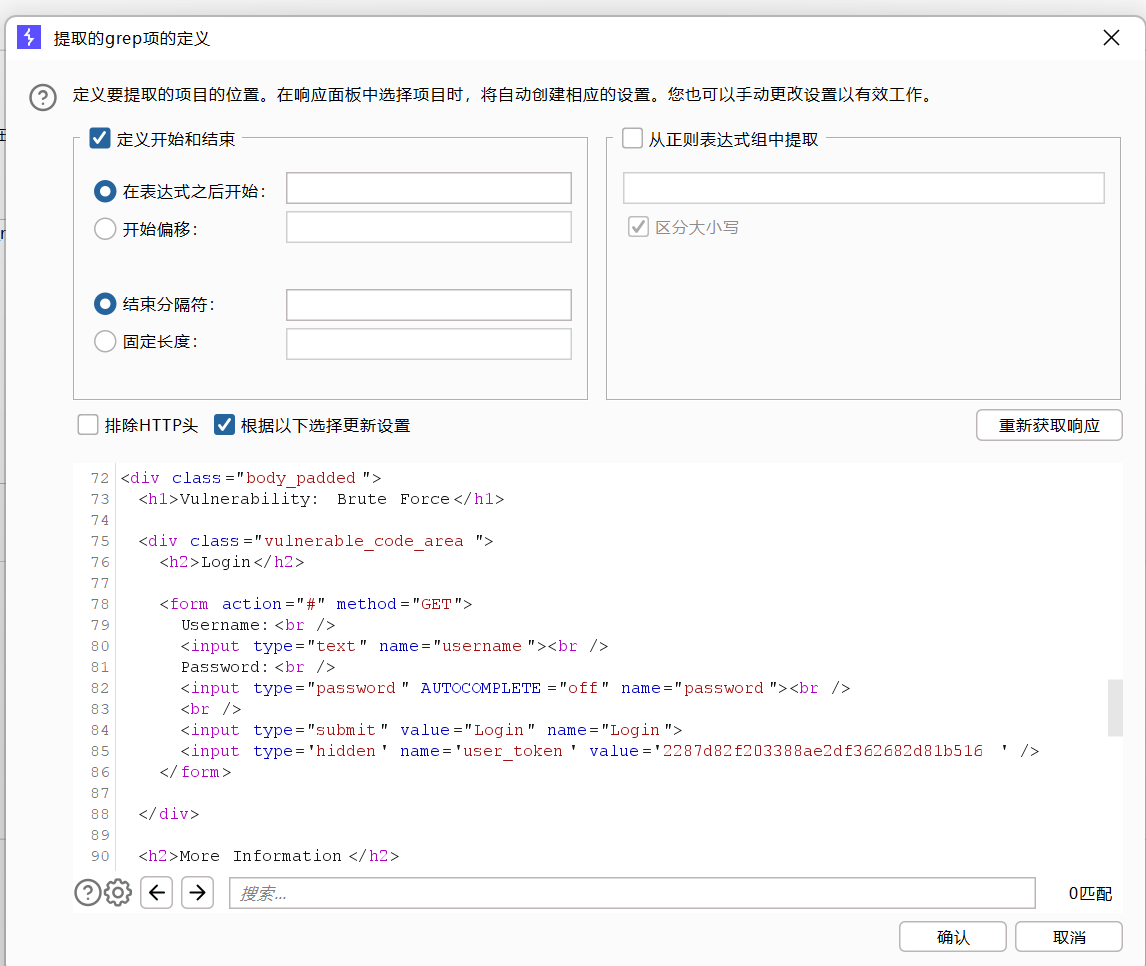 提取的grep项的定义
定义要提取的项目的位置。在响应面板中选择项目时，将自动创建相应的设置。您也可以手动更改设置以有效工作。
定义开始和结束
在表达式之后开始：
开始偏移：
结束分隔符：
固定长度：
从正则表达式组中提取
区分大小写
排除HTTP头 根据以下选择更新设置 重新获取响应
72 <div class="body_padded">
73 <h1>Vulnerability: Brute Force</h1>
74
75 <div class="vulnerable_code_area">
76 <h2>Login</h2>
77
78 <form action="#" method="GET">
79 Username:<br />
80 <input type="text" name="username"><br />
81 Password:<br />
82 <input type="password" AUTOCOMPLETE="off" name="password"><br />
83 <br />
84 <input type="submit" value="Login" name="Login">
85 <input type='hidden' name='user_token' value='2287d82f203388ae2df362682d81b516' />
86 </form>
87
88 </div>
89
90 <h2>More Information</h2>
搜索... 0匹配
确认 取消